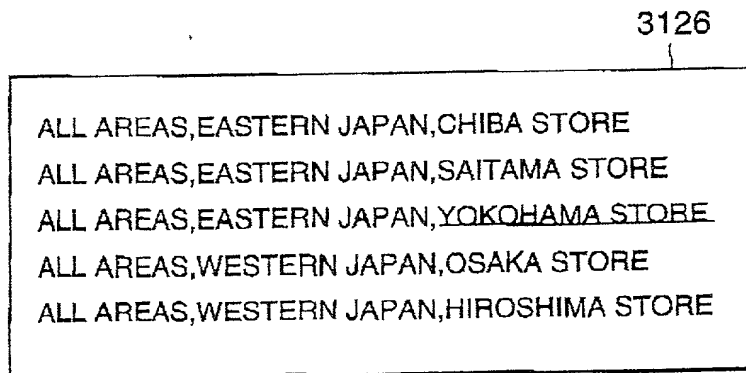 3126
ALL AREAS,EASTERN JAPAN,CHIBA STORE
ALL AREAS,EASTERN JAPAN,SAITAMA STORE
ALL AREAS,EASTERN JAPAN,YOKOHAMA STORE
ALL AREAS,WESTERN JAPAN,OSAKA STORE
ALL AREAS,WESTERN JAPAN,HIROSHIMA STORE